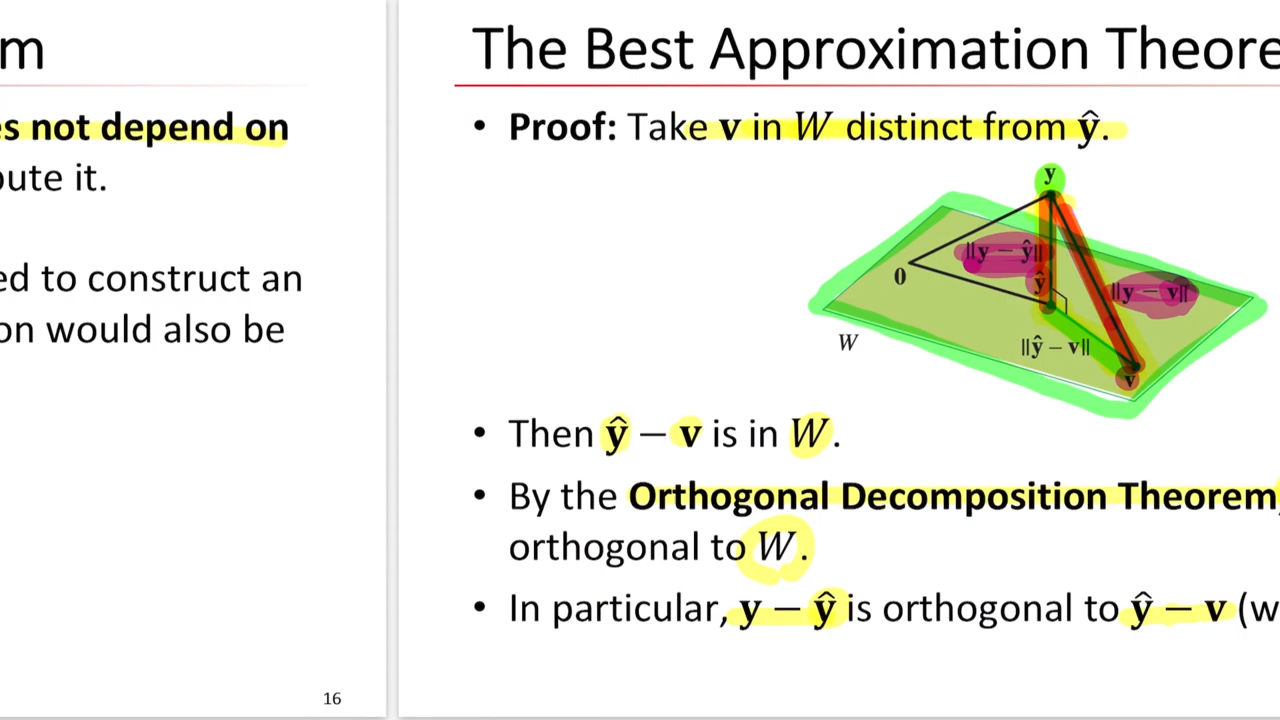 m
es not depend on
oute it.
ed to construct an
on would also be
16
The Best Approximation Theore
• Proof: Take v in W distinct from ŷ.
y
‖y − ŷ‖
0
ŷ
‖y − v‖
W
‖ŷ − v‖
v
• Then ŷ − v is in W.
• By the Orthogonal Decomposition Theorem,
orthogonal to W.
• In particular, y − ŷ is orthogonal to ŷ − v (w